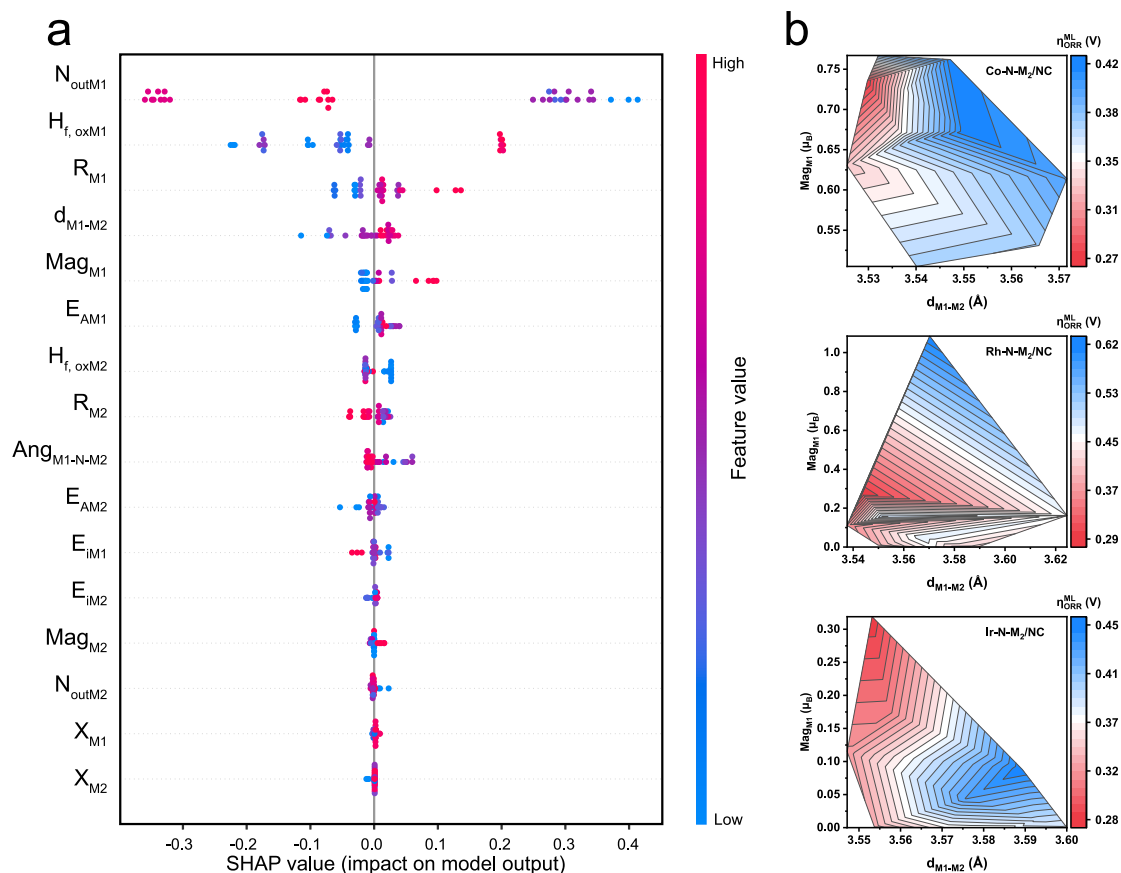 a
N_outM1
H_f, oxM1
R_M1
d_M1-M2
Mag_M1
E_AM1
H_f, oxM2
R_M2
Ang_M1-N-M2
E_AM2
E_iM1
E_iM2
Mag_M2
N_outM2
X_M1
X_M2
-0.3 -0.2 -0.1 0.0 0.1 0.2 0.3 0.4
SHAP value (impact on model output)
High
Feature value
Low
b
η_ORR^ML (V)
Co-N-M₂/NC
Mag_M1 (μ_B)
0.75
0.70
0.65
0.60
0.55
3.53 3.54 3.55 3.56 3.57
d_M1-M2 (Å)
0.42
0.39
0.35
0.31
0.27
η_ORR^ML (V)
Rh-N-M₂/NC
Mag_M1 (μ_B)
1.0
0.8
0.6
0.4
0.2
0.0
3.54 3.56 3.58 3.60 3.62
d_M1-M2 (Å)
0.62
0.53
0.45
0.37
0.29
η_ORR^ML (V)
Ir-N-M₂/NC
Mag_M1 (μ_B)
0.30
0.25
0.20
0.15
0.10
0.05
0.00
3.55 3.56 3.57 3.58 3.59 3.60
d_M1-M2 (Å)
0.45
0.41
0.37
0.32
0.28